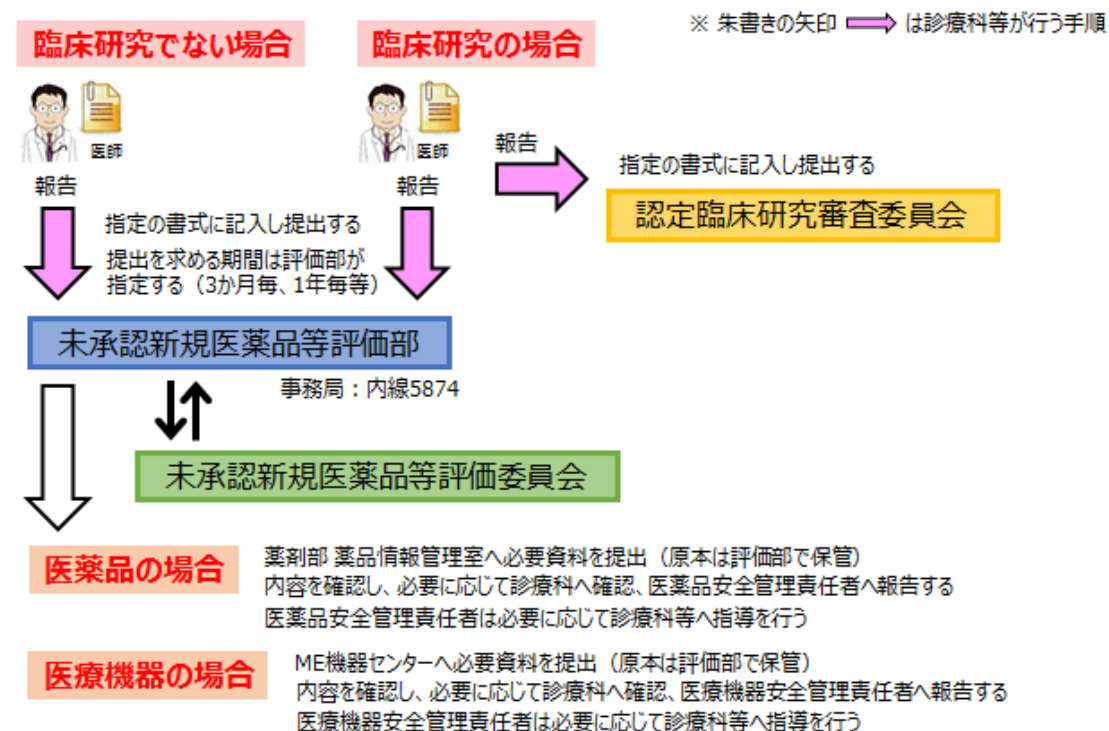 ※ 朱書きの矢印 は診療科等が行う手順
臨床研究でない場合
臨床研究の場合
医師
医師
報告
報告
報告
指定の書式に記入し提出する
認定臨床研究審査委員会
指定の書式に記入し提出する
提出を求める期間は評価部が
指定する（3か月毎、1年毎等）
未承認新規医薬品等評価部
事務局：内線5874
未承認新規医薬品等評価委員会
医薬品の場合
薬剤部 薬品情報管理室へ必要資料を提出（原本は評価部で保管）
内容を確認し、必要に応じて診療科へ確認、医薬品安全管理責任者へ報告する
医薬品安全管理責任者は必要に応じて診療科等へ指導を行う
医療機器の場合
ME機器センターへ必要資料を提出（原本は評価部で保管）
内容を確認し、必要に応じて診療科へ確認、医療機器安全管理責任者へ報告する
医療機器安全管理責任者は必要に応じて診療科等へ指導を行う